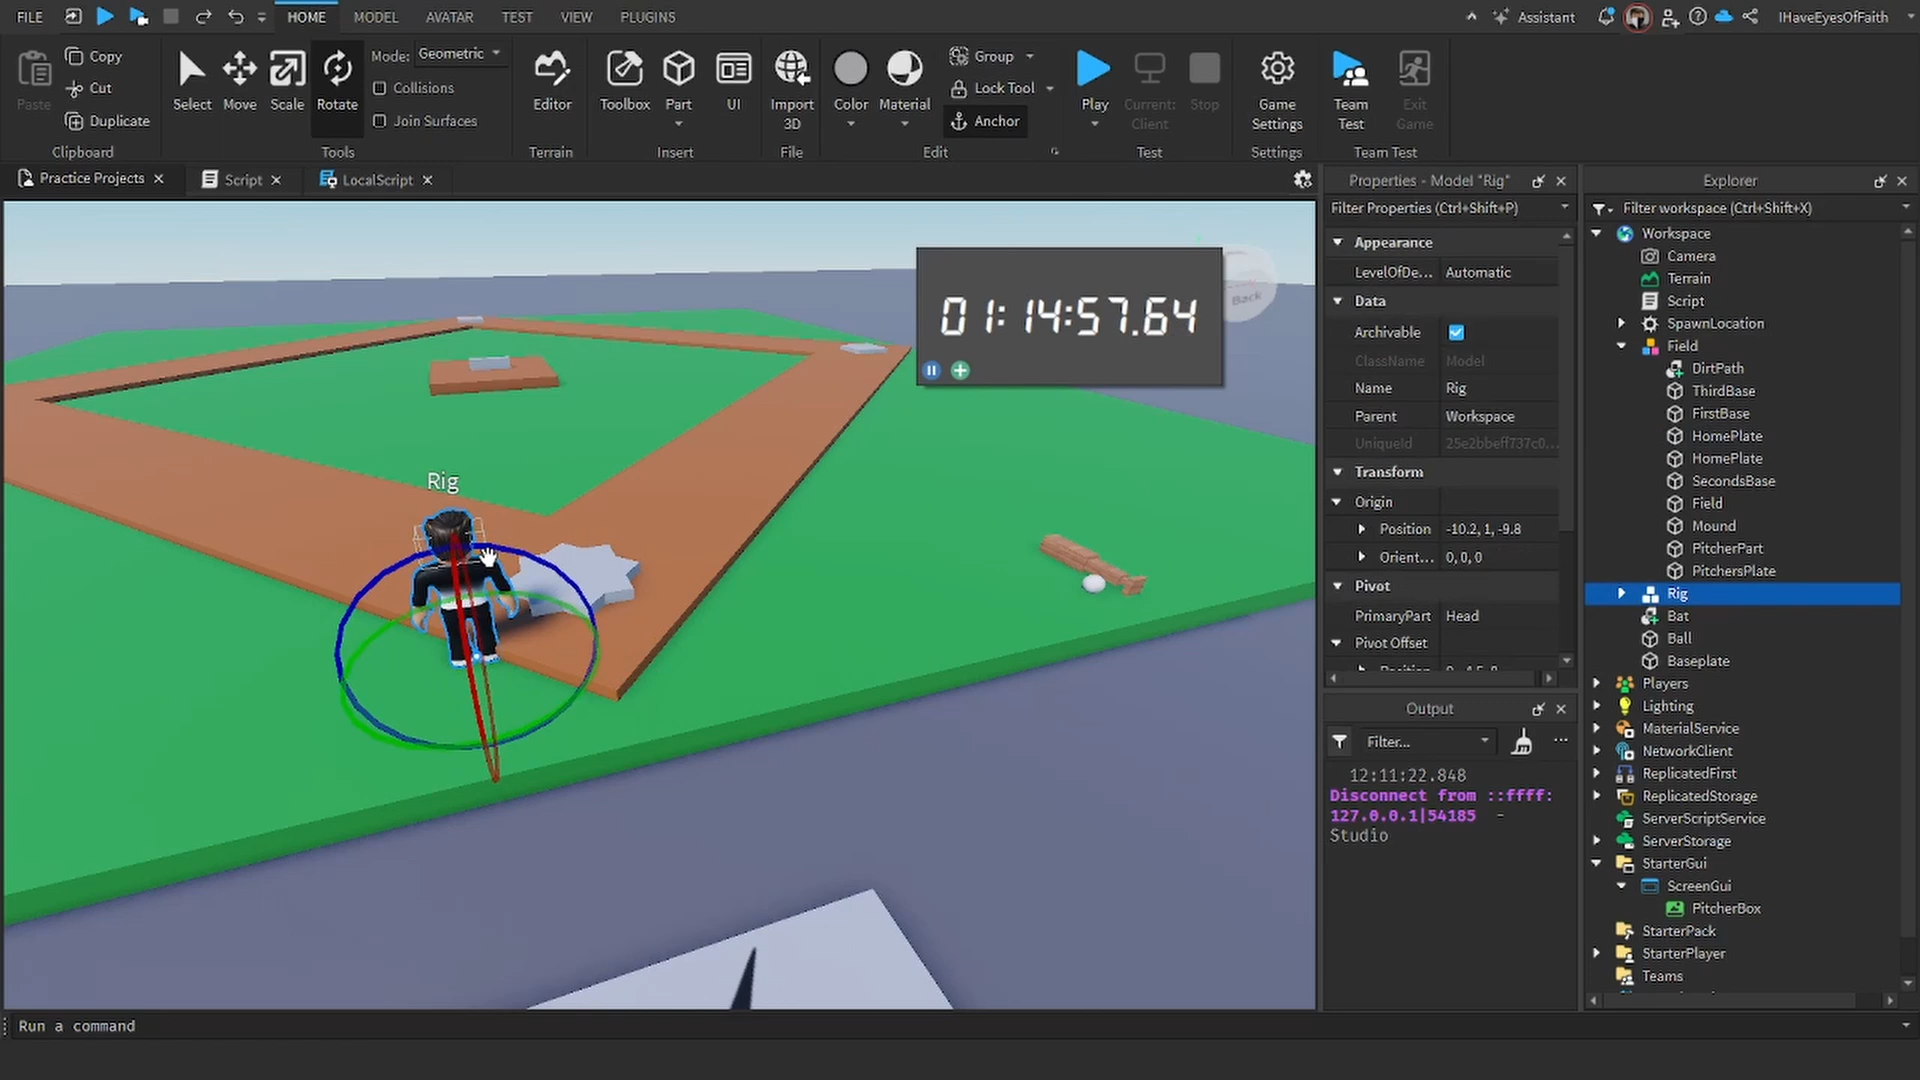 FILE HOME MODEL AVATAR TEST VIEW PLUGINS Assistant IHaveEyesOfFaith
Paste Copy Cut Duplicate Clipboard
Select Move Scale Rotate Mode: Geometric Collisions Join Surfaces Tools
Editor Terrain
Toolbox Part UI Insert
Import 3D File
Color Material Group Lock Tool Anchor Edit
Play Current: Client Stop Test
Game Settings Settings
Team Test Exit Game Team Test
Practice Projects Script LocalScript
01:14:57.64
Back
Rig
Properties - Model "Rig"
Filter Properties (Ctrl+Shift+P)
Appearance
LevelOfDe... Automatic
Data
Archivable
ClassName Model
Name Rig
Parent Workspace
UniqueId 25e2bbeff737c0...
Transform
Origin
Position -10.2, 1, -9.8
Orient... 0, 0, 0
Pivot
PrimaryPart Head
Pivot Offset
Output
Filter...
12:11:22.848
Disconnect from ::ffff:
127.0.0.1|54185 -
Studio
Explorer
Filter workspace (Ctrl+Shift+X)
Workspace
Camera
Terrain
Script
SpawnLocation
Field
DirtPath
ThirdBase
FirstBase
HomePlate
HomePlate
SecondsBase
Field
Mound
PitcherPart
PitchersPlate
Rig
Bat
Ball
Baseplate
Players
Lighting
MaterialService
NetworkClient
ReplicatedFirst
ReplicatedStorage
ServerScriptService
ServerStorage
StarterGui
ScreenGui
PitcherBox
StarterPack
StarterPlayer
Teams
Run a command